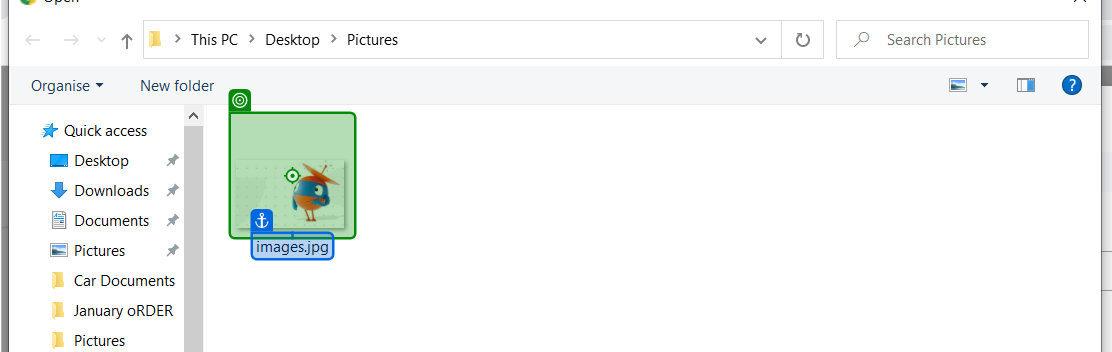 Open
This PC > Desktop > Pictures
Search Pictures
Organise
New folder
?
Quick access
Desktop
Downloads
Documents
Pictures
Car Documents
January oRDER
Pictures
images.jpg